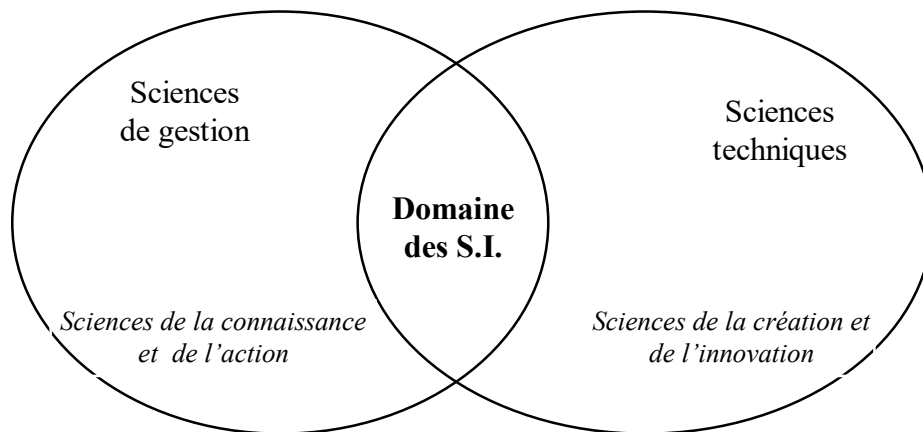 Sciences
de gestion
Sciences
techniques
Domaine
des S.I.
Sciences de la connaissance
et de l’action
Sciences de la création et
de l’innovation